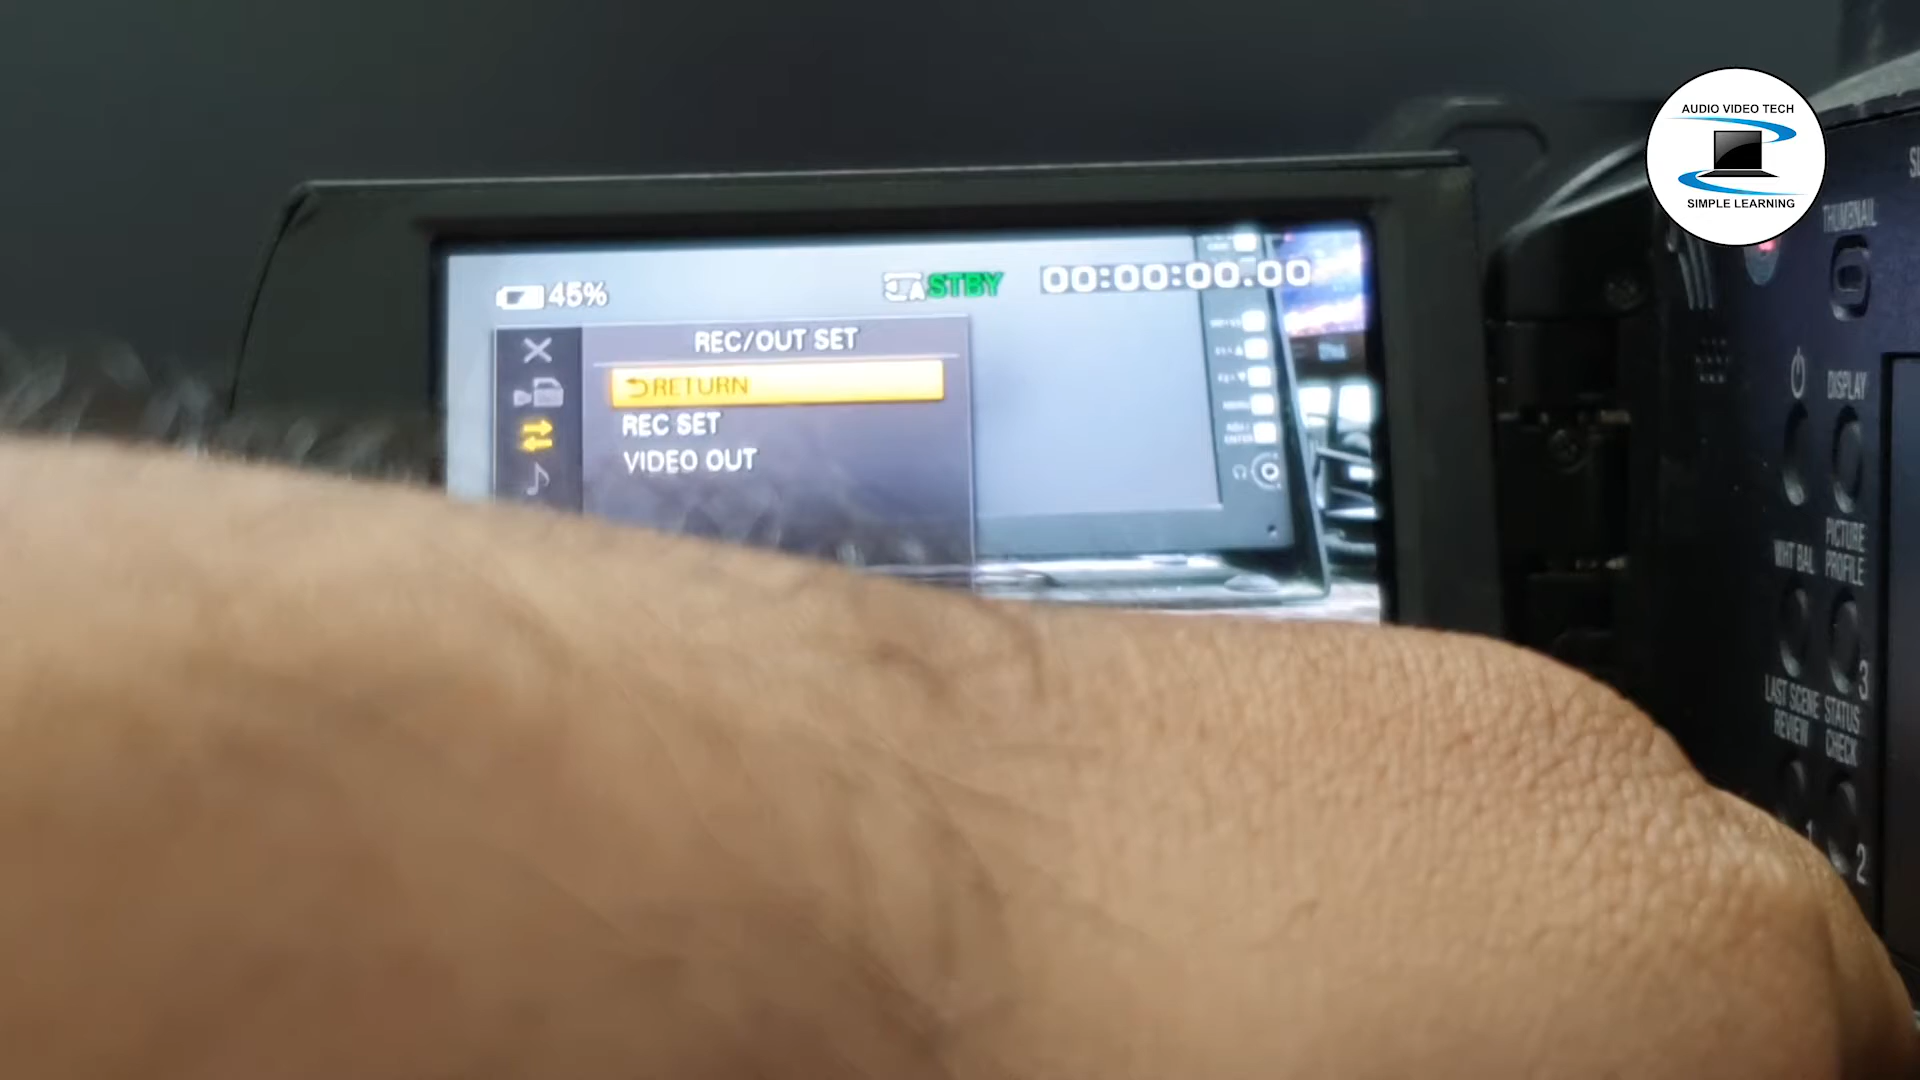 AUDIO VIDEO TECH
SIMPLE LEARNING
45%
STBY
00:00:00.00
REC/OUT SET
RETURN
REC SET
VIDEO OUT
THUMBNAIL
DISPLAY
PICTURE
PROFILE
WHT BAL
3
LAST SCENE
REVIEW
STATUS
CHECK
1
2